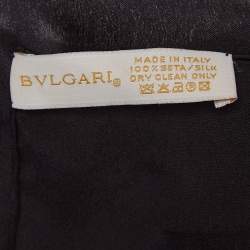 BVLGARI®
MADE IN ITALY
100% SETA/SILK
DRY CLEAN ONLY